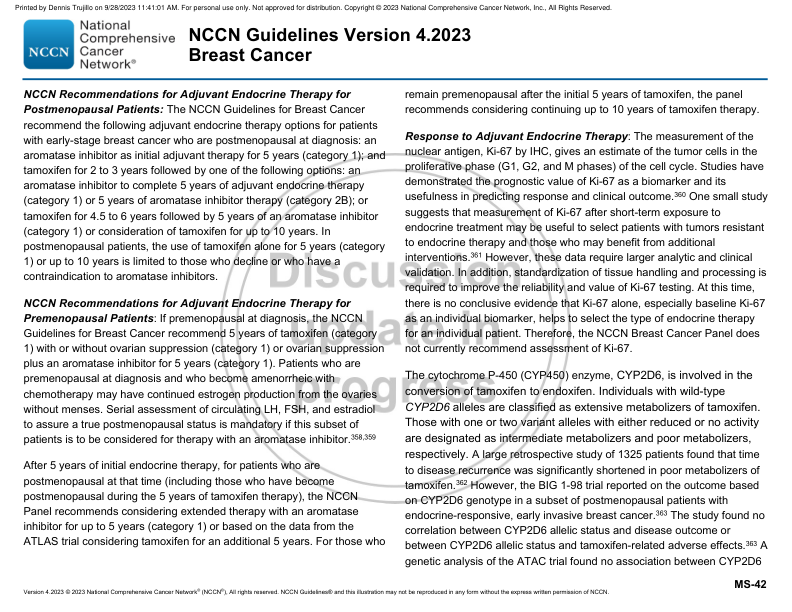 Printed by Dennis Trujillo on 9/28/2023 11:41:01 AM. For personal use only. Not approved for distribution. Copyright © 2023 National Comprehensive Cancer Network, Inc., All Rights Reserved.
NCCN
National
Comprehensive
Cancer
Network®
NCCN Guidelines Version 4.2023
Breast Cancer
NCCN Recommendations for Adjuvant Endocrine Therapy for
Postmenopausal Patients: The NCCN Guidelines for Breast Cancer
recommend the following adjuvant endocrine therapy options for patients
with early-stage breast cancer who are postmenopausal at diagnosis: an
aromatase inhibitor as initial adjuvant therapy for 5 years (category 1); and
tamoxifen for 2 to 3 years followed by one of the following options: an
aromatase inhibitor to complete 5 years of adjuvant endocrine therapy
(category 1) or 5 years of aromatase inhibitor therapy (category 2B); or
tamoxifen for 4.5 to 6 years followed by 5 years of an aromatase inhibitor
(category 1) or consideration of tamoxifen for up to 10 years. In
postmenopausal patients, the use of tamoxifen alone for 5 years (category
1) or up to 10 years is limited to those who decline or who have a
contraindication to aromatase inhibitors.
NCCN Recommendations for Adjuvant Endocrine Therapy for
Premenopausal Patients: If premenopausal at diagnosis, the NCCN
Guidelines for Breast Cancer recommend 5 years of tamoxifen (category
1) with or without ovarian suppression (category 1) or ovarian suppression
plus an aromatase inhibitor for 5 years (category 1). Patients who are
premenopausal at diagnosis and who become amenorrheic with
chemotherapy may have continued estrogen production from the ovaries
without menses. Serial assessment of circulating LH, FSH, and estradiol
to assure a true postmenopausal status is mandatory if this subset of
patients is to be considered for therapy with an aromatase inhibitor.358,359
After 5 years of initial endocrine therapy, for patients who are
postmenopausal at that time (including those who have become
postmenopausal during the 5 years of tamoxifen therapy), the NCCN
Panel recommends considering extended therapy with an aromatase
inhibitor for up to 5 years (category 1) or based on the data from the
ATLAS trial considering tamoxifen for an additional 5 years. For those who
remain premenopausal after the initial 5 years of tamoxifen, the panel
recommends considering continuing up to 10 years of tamoxifen therapy.
Response to Adjuvant Endocrine Therapy: The measurement of the
nuclear antigen, Ki-67 by IHC, gives an estimate of the tumor cells in the
proliferative phase (G1, G2, and M phases) of the cell cycle. Studies have
demonstrated the prognostic value of Ki-67 as a biomarker and its
usefulness in predicting response and clinical outcome.360 One small study
suggests that measurement of Ki-67 after short-term exposure to
endocrine treatment may be useful to select patients with tumors resistant
to endocrine therapy and those who may benefit from additional
interventions.361 However, these data require larger analytic and clinical
validation. In addition, standardization of tissue handling and processing is
required to improve the reliability and value of Ki-67 testing. At this time,
there is no conclusive evidence that Ki-67 alone, especially baseline Ki-67
as an individual biomarker, helps to select the type of endocrine therapy
for an individual patient. Therefore, the NCCN Breast Cancer Panel does
not currently recommend assessment of Ki-67.
The cytochrome P-450 (CYP450) enzyme, CYP2D6, is involved in the
conversion of tamoxifen to endoxifen. Individuals with wild-type
CYP2D6 alleles are classified as extensive metabolizers of tamoxifen.
Those with one or two variant alleles with either reduced or no activity
are designated as intermediate metabolizers and poor metabolizers,
respectively. A large retrospective study of 1325 patients found that time
to disease recurrence was significantly shortened in poor metabolizers of
tamoxifen.362 However, the BIG 1-98 trial reported on the outcome based
on CYP2D6 genotype in a subset of postmenopausal patients with
endocrine-responsive, early invasive breast cancer.363 The study found no
correlation between CYP2D6 allelic status and disease outcome or
between CYP2D6 allelic status and tamoxifen-related adverse effects.363 A
genetic analysis of the ATAC trial found no association between CYP2D6
Discussion
update in
progress
MS-42
Version 4.2023 © 2023 National Comprehensive Cancer Network® (NCCN®), All rights reserved. NCCN Guidelines® and this illustration may not be reproduced in any form without the express written permission of NCCN.